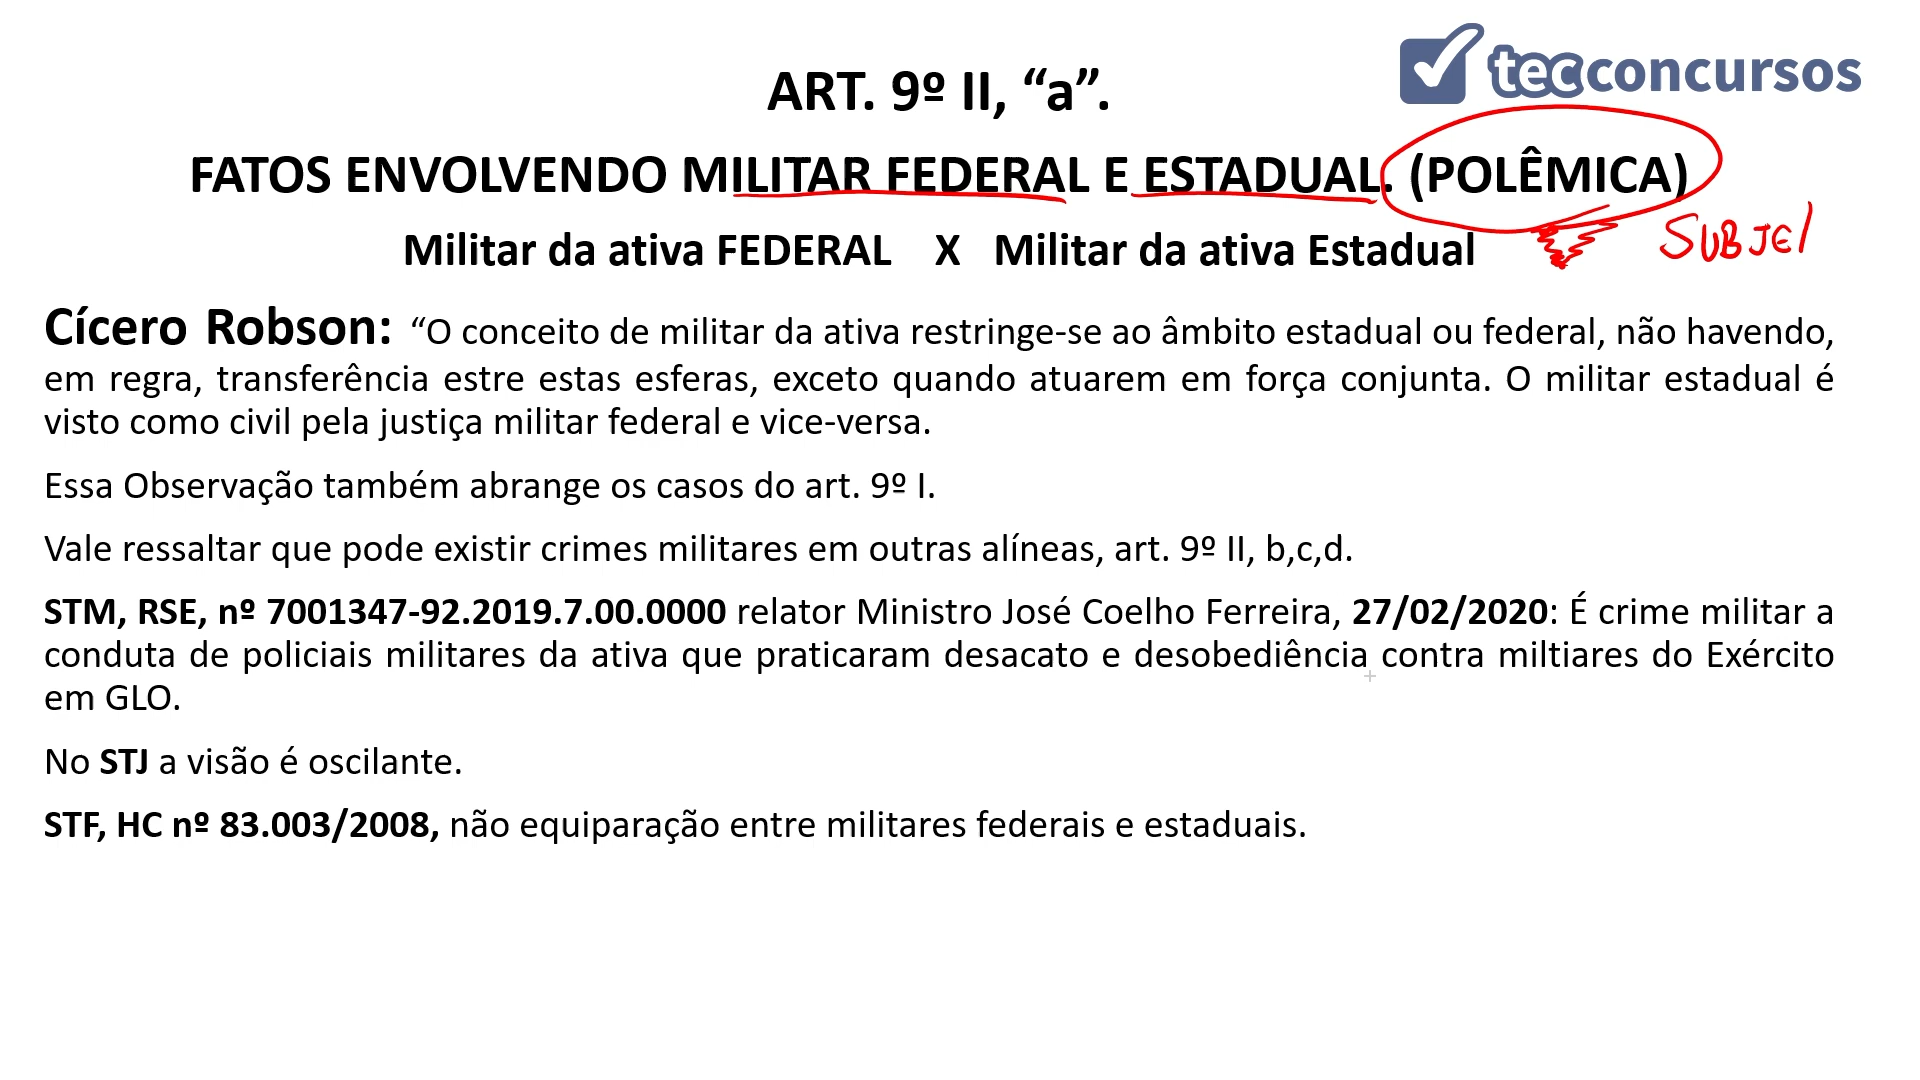 tecconcursos
ART. 9º II, “a”.
FATOS ENVOLVENDO MILITAR FEDERAL E ESTADUAL. (POLÊMICA)
SUBJE
Militar da ativa FEDERAL X Militar da ativa Estadual
Cícero Robson: “O conceito de militar da ativa restringe-se ao âmbito estadual ou federal, não havendo,
em regra, transferência estre estas esferas, exceto quando atuarem em força conjunta. O militar estadual é
visto como civil pela justiça militar federal e vice-versa.
Essa Observação também abrange os casos do art. 9º I.
Vale ressaltar que pode existir crimes militares em outras alíneas, art. 9º II, b,c,d.
STM, RSE, nº 7001347-92.2019.7.00.0000 relator Ministro José Coelho Ferreira, 27/02/2020: É crime militar a
conduta de policiais militares da ativa que praticaram desacato e desobediência contra miltiares do Exército
em GLO.
No STJ a visão é oscilante.
STF, HC nº 83.003/2008, não equiparação entre militares federais e estaduais.